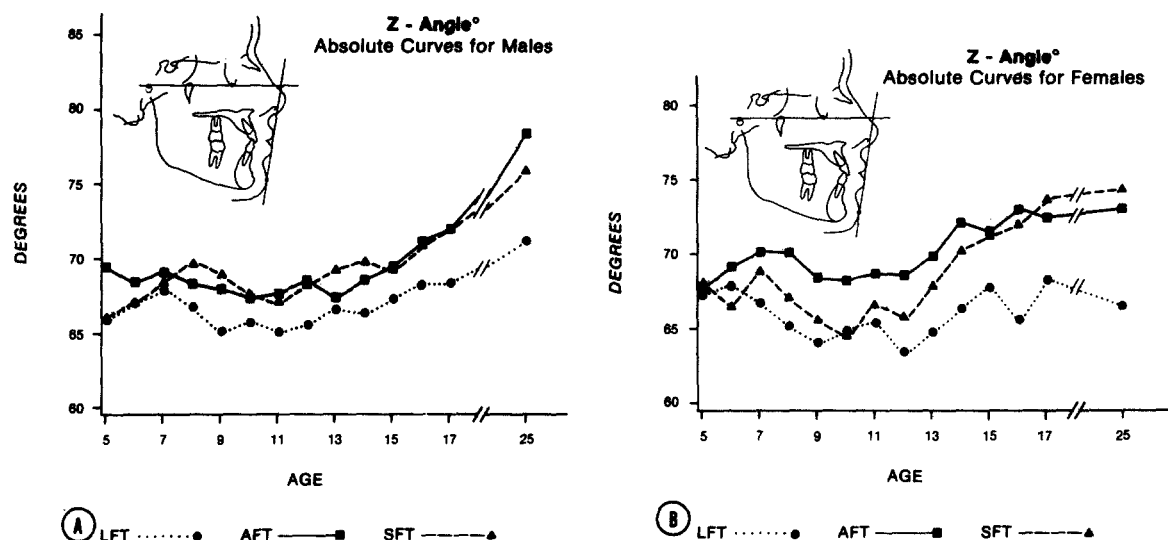 Z - Angle°
Absolute Curves for Males
85
80
75
70
65
60
DEGREES
5 7 9 11 13 15 17 25
AGE
A LFT AFT SFT
Z - Angle°
Absolute Curves for Females
80
75
70
65
60
DEGREES
5 7 9 11 13 15 17 25
AGE
B LFT AFT SFT